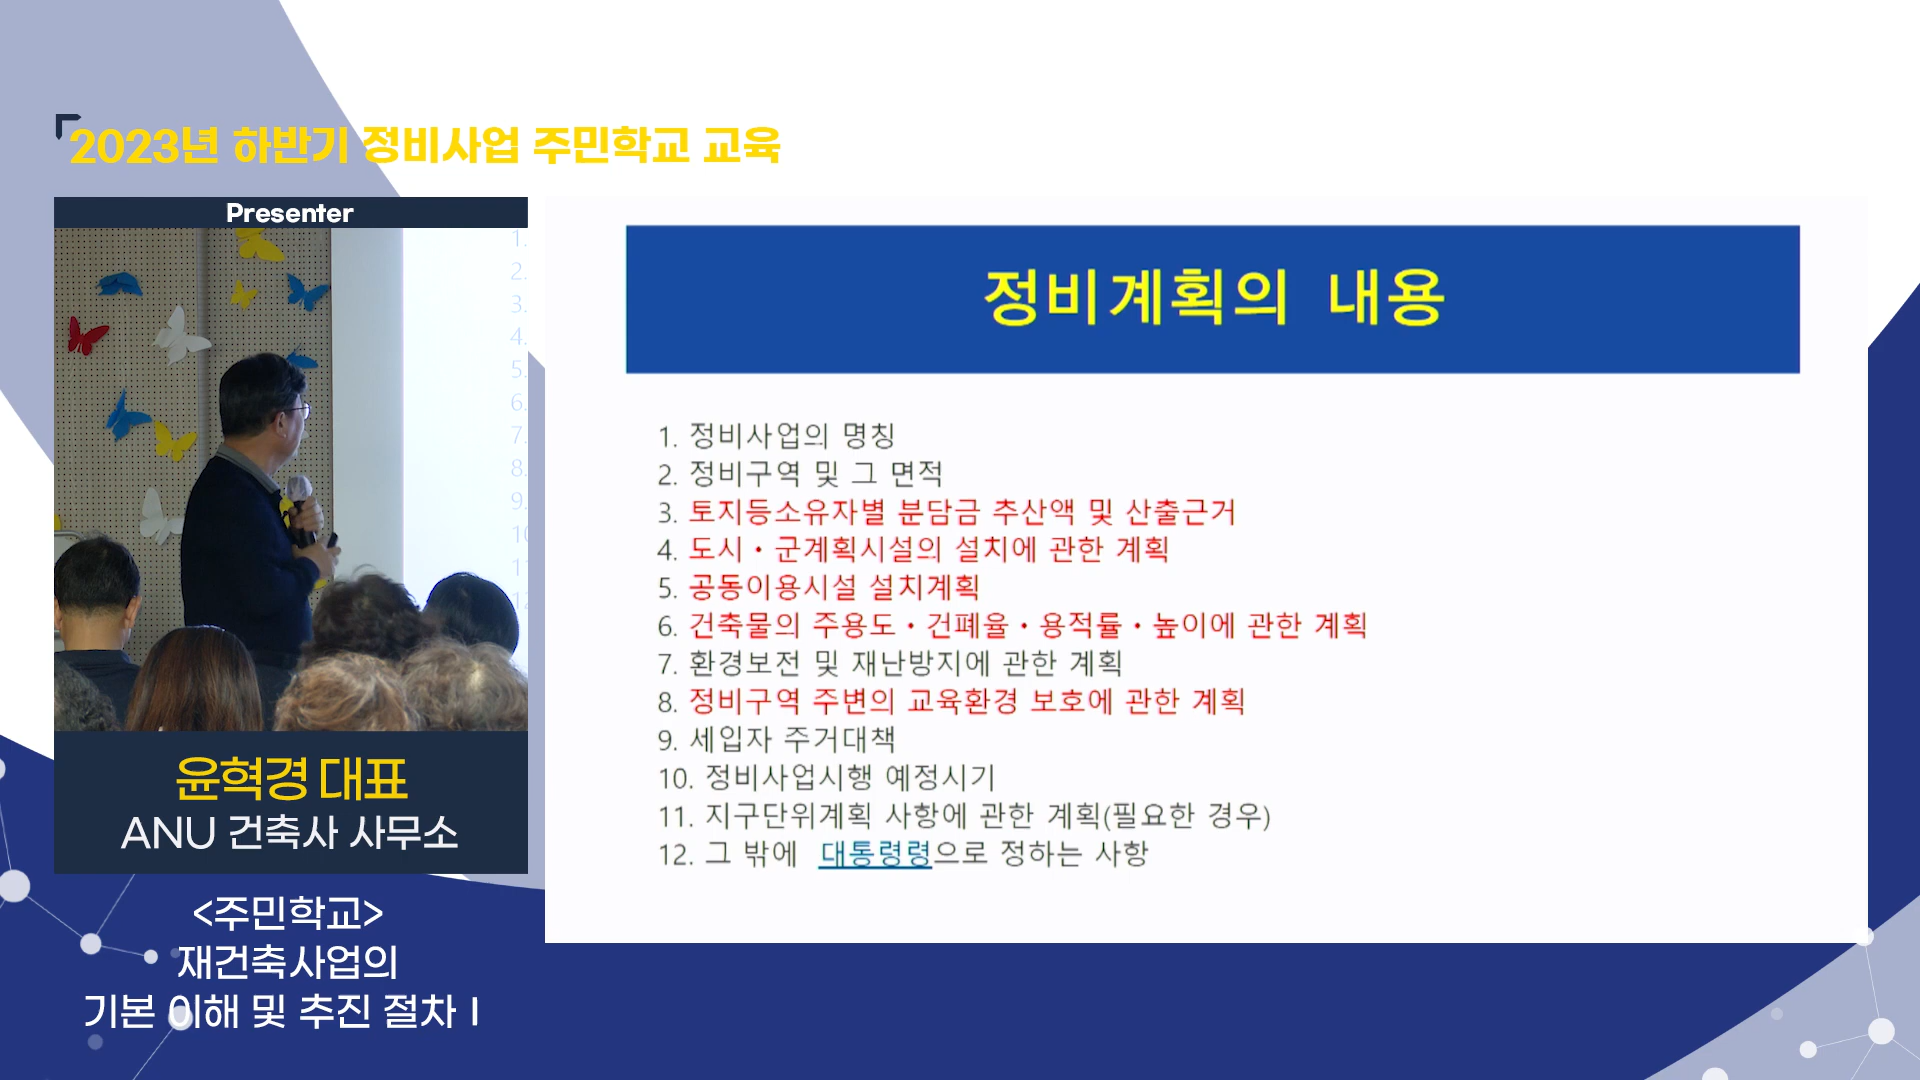 2023년 하반기 정비사업 주민학교 교육
Presenter
1.
2.
3.
4.
5.
6.
7.
8.
9.
윤혁경 대표
ANU 건축사 사무소
<주민학교>
재건축사업의
기본 이해 및 추진 절차 I
정비계획의 내용
1. 정비사업의 명칭
2. 정비구역 및 그 면적
3. 토지등소유자별 분담금 추산액 및 산출근거
4. 도시・군계획시설의 설치에 관한 계획
5. 공동이용시설 설치계획
6. 건축물의 주용도・건폐율・용적률・높이에 관한 계획
7. 환경보전 및 재난방지에 관한 계획
8. 정비구역 주변의 교육환경 보호에 관한 계획
9. 세입자 주거대책
10. 정비사업시행 예정시기
11. 지구단위계획 사항에 관한 계획(필요한 경우)
12. 그 밖에 대통령령으로 정하는 사항